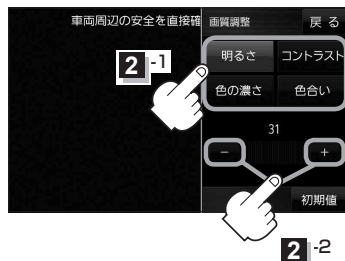 車両周辺の安全を直接確
画質調整
戻る
2-1
明るさ
コントラスト
色の濃さ
色合い
31
−
+
初期値
2-2